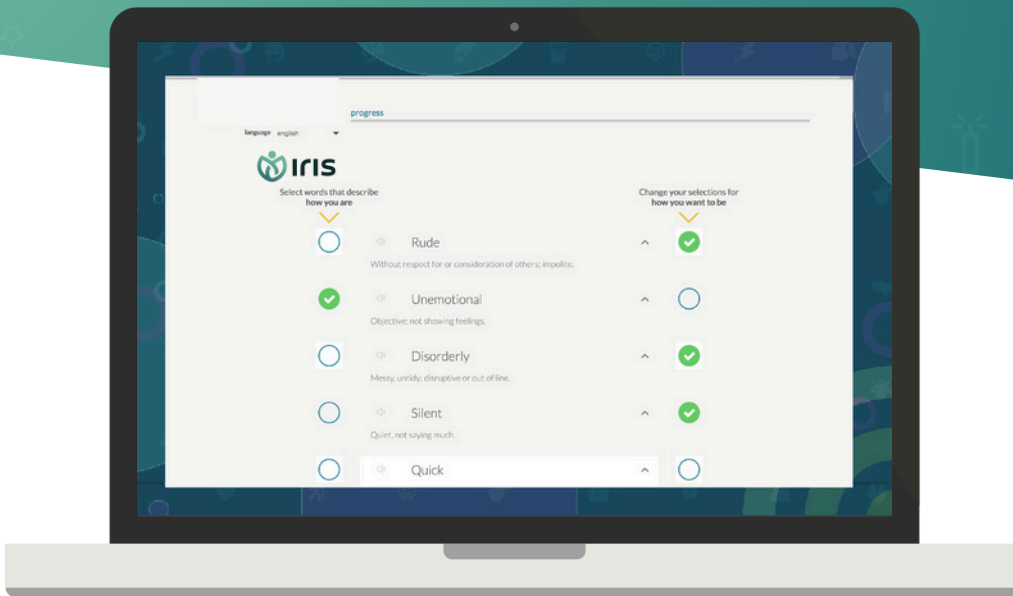 progress
language english
IRIS
Select words that describe
how you are
Change your selections for
how you want to be
Rude
Without respect for or consideration of others; impolite.
Unemotional
Objective; not showing feelings.
Disorderly
Messy, untidy; disruptive or out of line.
Silent
Quiet, not saying much.
Quick